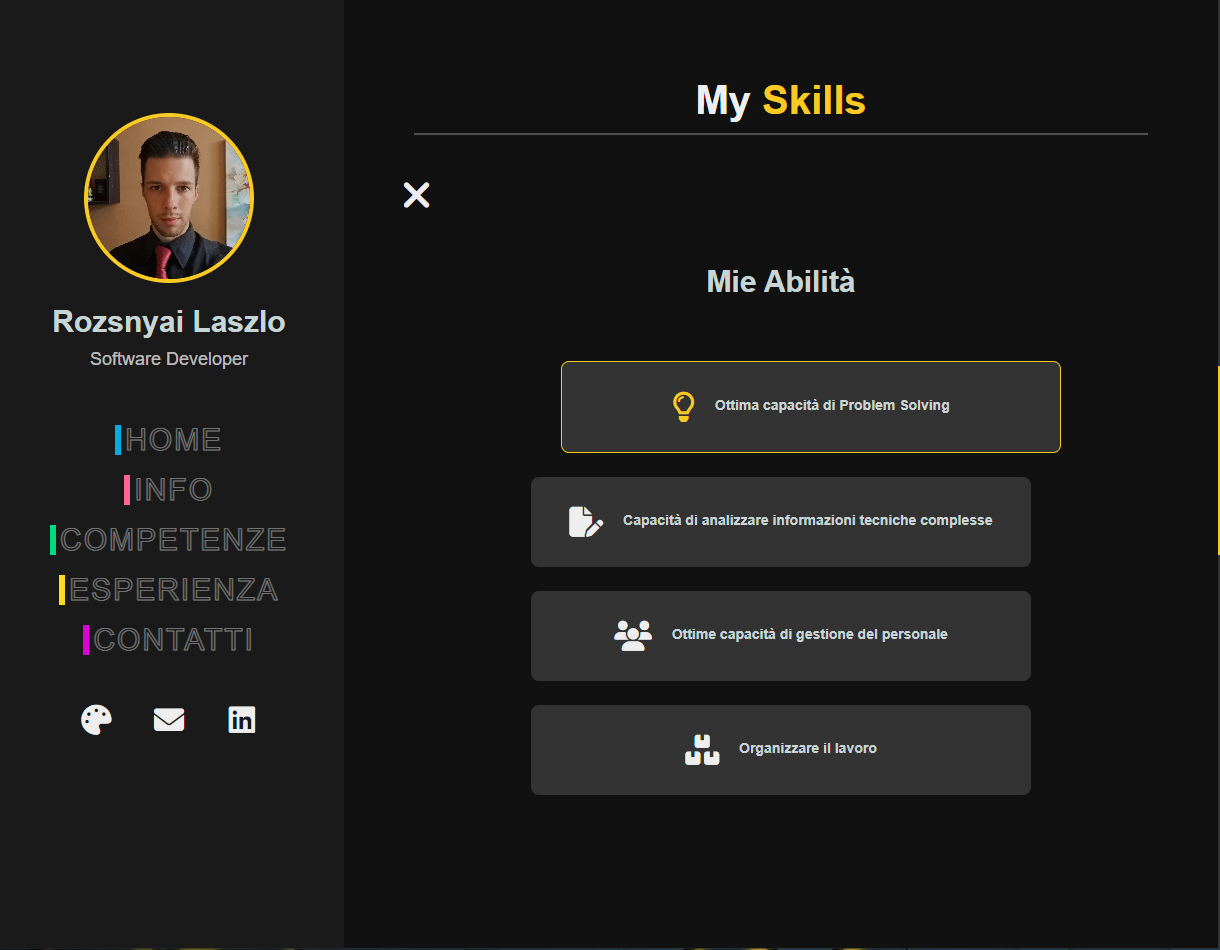 Rozsnyai Laszlo
Software Developer
HOME
INFO
COMPETENZE
ESPERIENZA
CONTATTI
in
My Skills
Mie Abilità
Ottima capacità di Problem Solving
Capacità di analizzare informazioni tecniche complesse
Ottime capacità di gestione del personale
Organizzare il lavoro